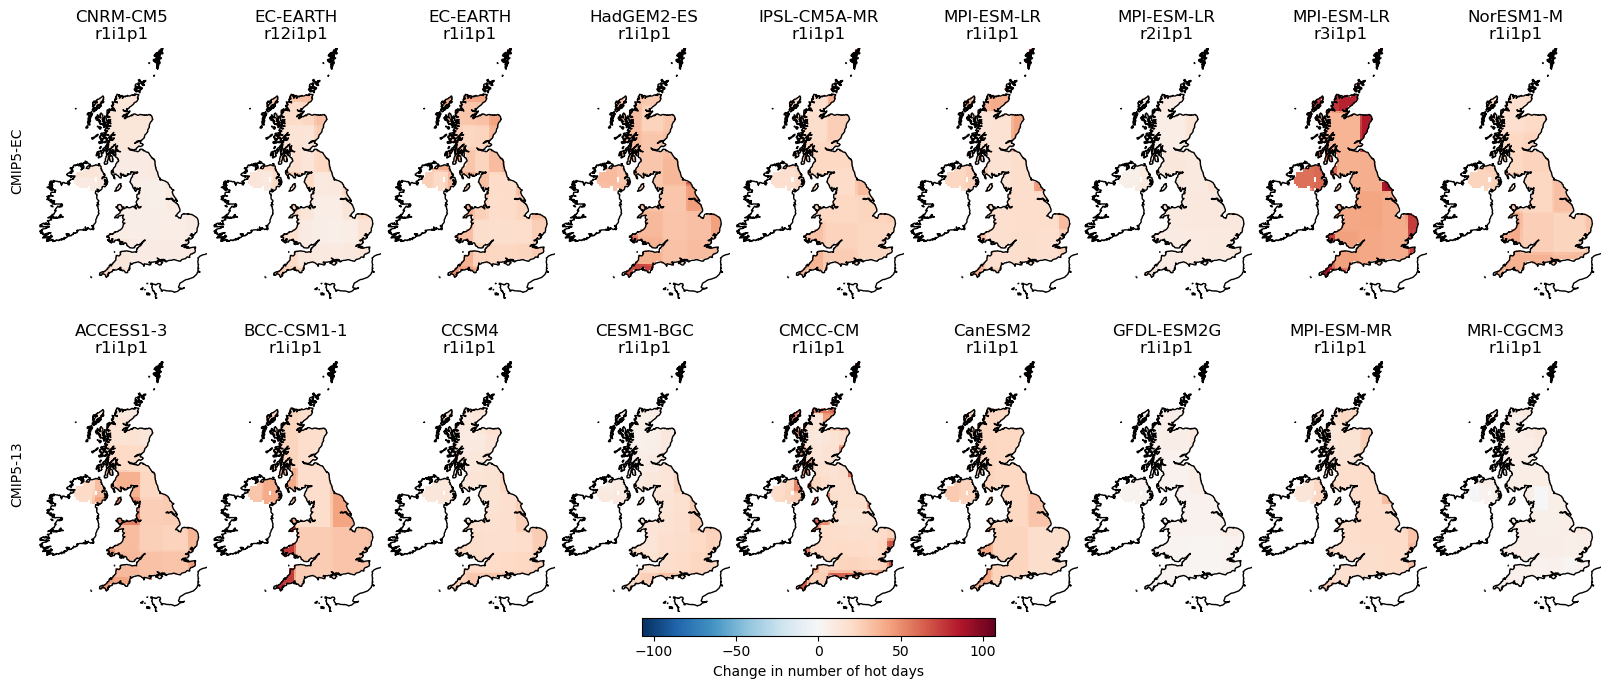 CNRM-CM5 EC-EARTH EC-EARTH HadGEM2-ES IPSL-CM5A-MR MPI-ESM-LR MPI-ESM-LR MPI-ESM-LR NorESM1-M
r1i1p1 r12i1p1 r1i1p1 r1i1p1 r1i1p1 r1i1p1 r2i1p1 r3i1p1 r1i1p1
CMIP5-EC
ACCESS1-3 BCC-CSM1-1 CCSM4 CESM1-BGC CMCC-CM CanESM2 GFDL-ESM2G MPI-ESM-MR MRI-CGCM3
r1i1p1 r1i1p1 r1i1p1 r1i1p1 r1i1p1 r1i1p1 r1i1p1 r1i1p1 r1i1p1
CMIP5-13
−100 −50 0 50 100
Change in number of hot days